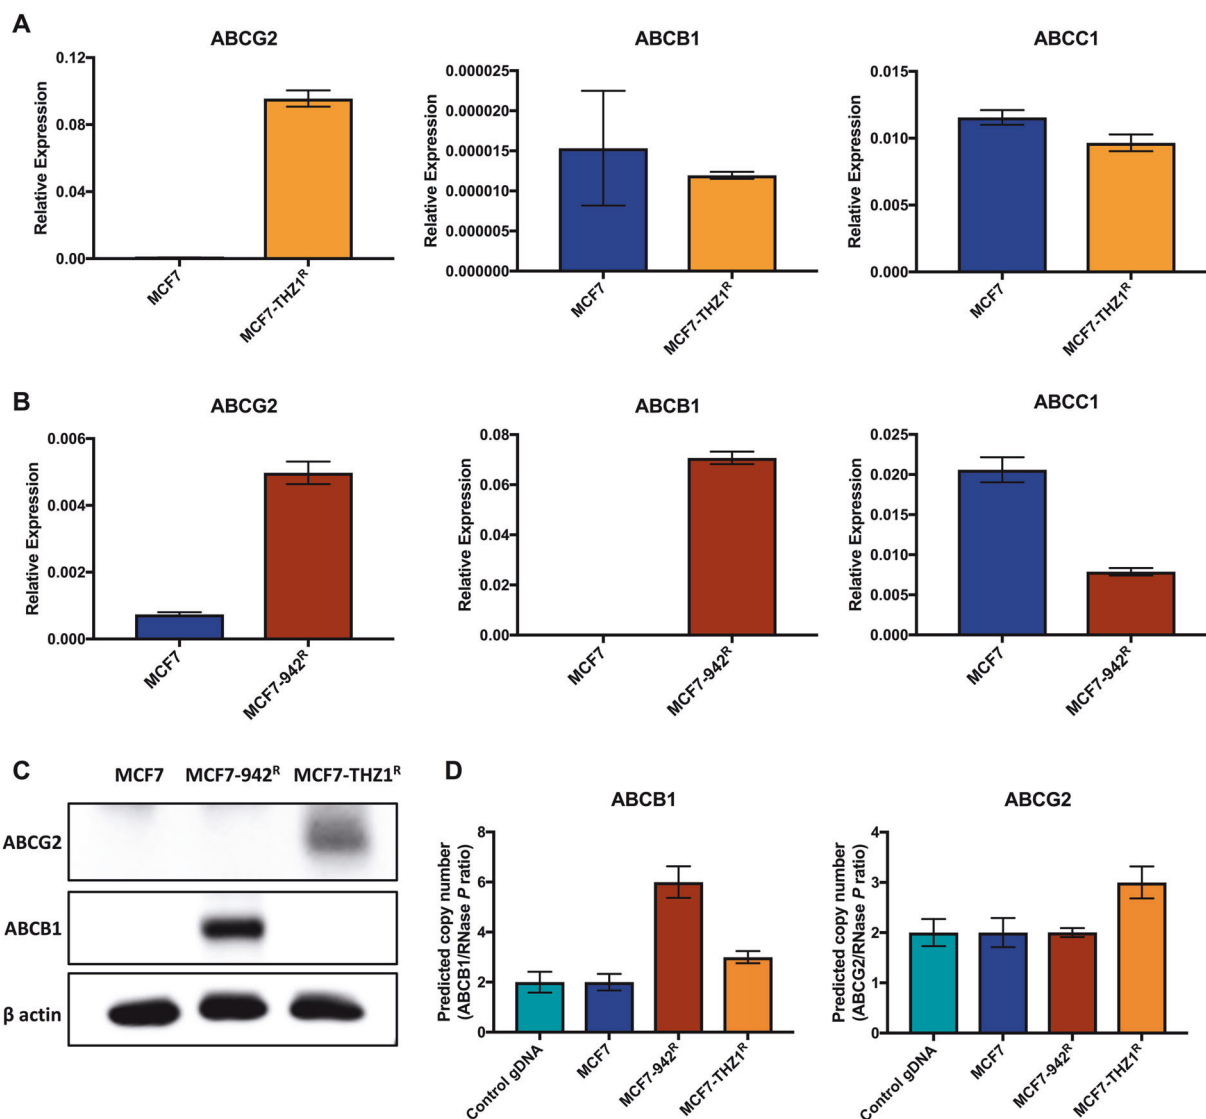 A
ABCG2
Relative Expression
0.12
0.08
0.04
0.00
MCF7
MCF7-THZ1R
ABCB1
Relative Expression
0.000025
0.000020
0.000015
0.000010
0.000005
0.000000
MCF7
MCF7-THZ1R
ABCC1
Relative Expression
0.015
0.010
0.005
0.000
MCF7
MCF7-THZ1R
B
ABCG2
Relative Expression
0.006
0.004
0.002
0.000
MCF7
MCF7-942R
ABCB1
Relative Expression
0.08
0.06
0.04
0.02
0.00
MCF7
MCF7-942R
ABCC1
Relative Expression
0.025
0.020
0.015
0.010
0.005
0.000
MCF7
MCF7-942R
C
MCF7 MCF7-942R MCF7-THZ1R
ABCG2
ABCB1
β actin
D
ABCB1
Predicted copy number
(ABCB1/RNase P ratio)
8
6
4
2
0
Control gDNA
MCF7
MCF7-942R
MCF7-THZ1R
ABCG2
Predicted copy number
(ABCG2/RNase P ratio)
4
3
2
1
0
Control gDNA
MCF7
MCF7-942R
MCF7-THZ1R